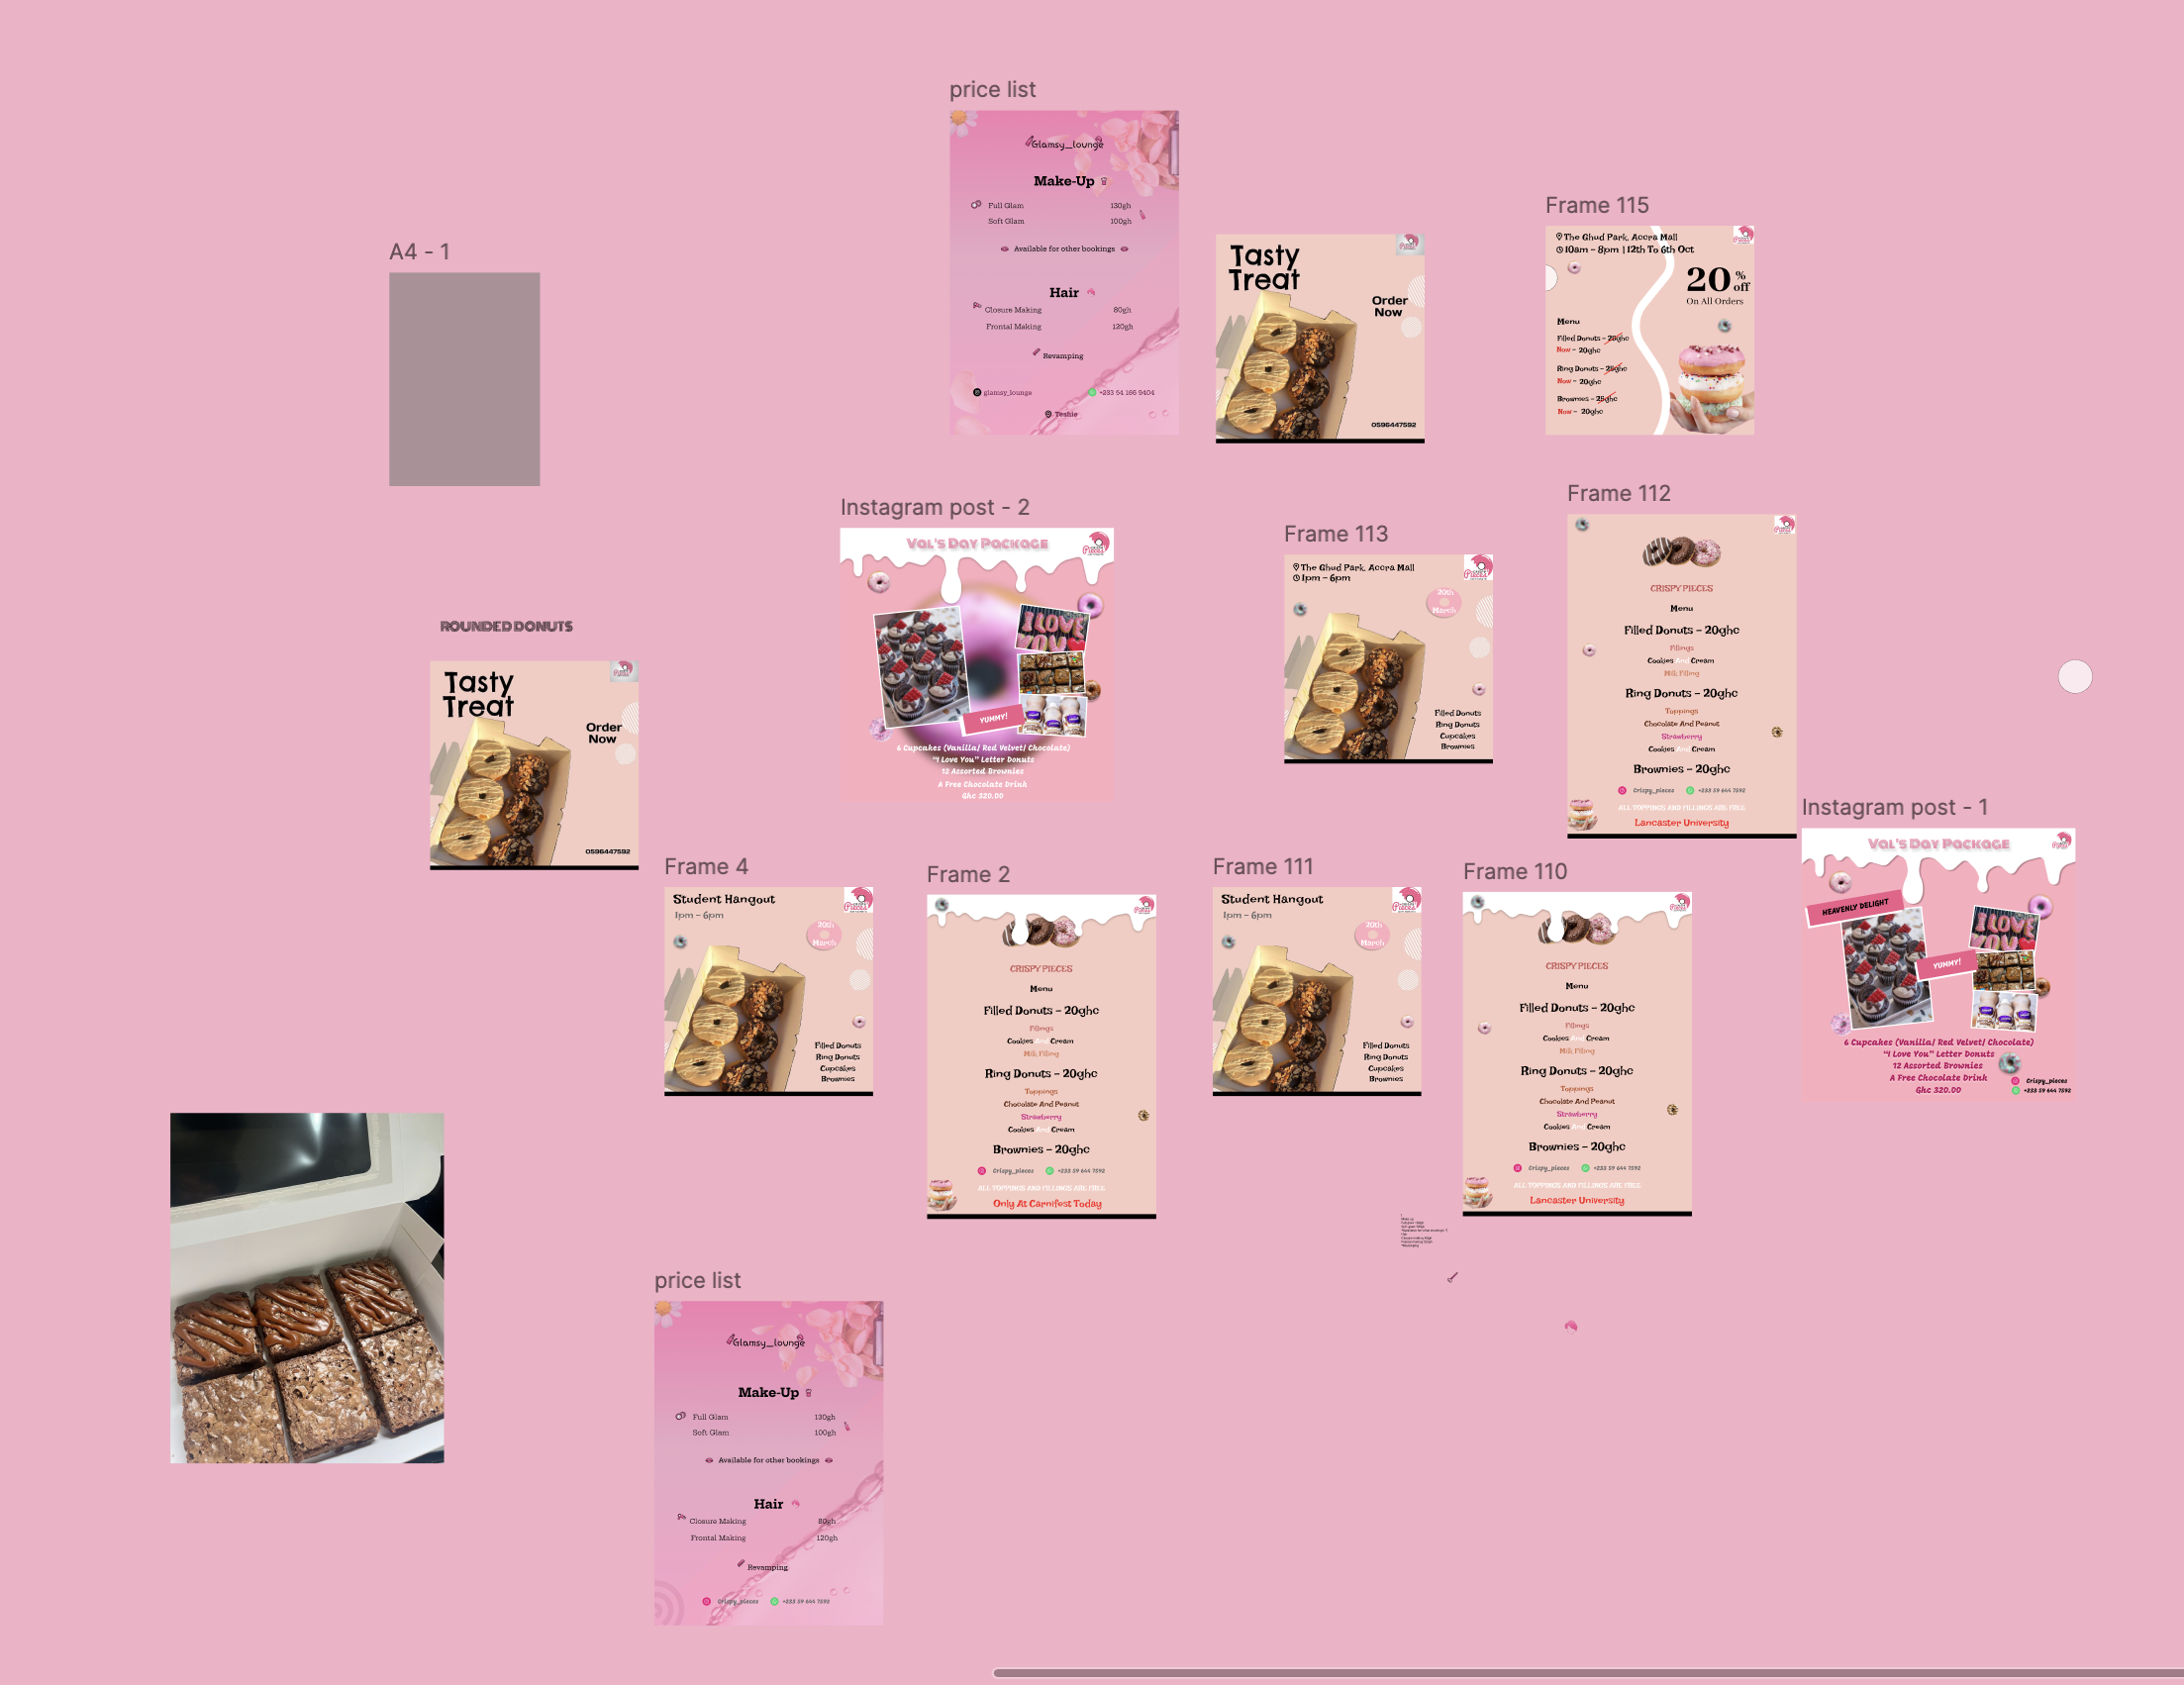 price list
Glamsy_lounge
Make-Up
Full Glam 130gh
Soft Glam 100gh
Available for other bookings
Hair
Closure Making 80gh
Frontal Making 120gh
Revamping
glamsy_lounge +233 54 166 9404
Teshie
Tasty
Treat
Order
Now
0596447592
Frame 115
The Ghud Park, Accra Mall
10am - 8pm | 12th To 6th Oct
20 % off
On All Orders
Menu
Filled Donuts - 25ghc
Now - 20ghc
Ring Donuts - 25ghc
Now - 20ghc
Brownies - 25ghc
Now - 20ghc
A4 - 1
Instagram post - 2
Val's Day Package
I LOVE
YOU
YUMMY!
6 Cupcakes (Vanilla/ Red Velvet/ Chocolate)
"I Love You" Letter Donuts
12 Assorted Brownies
A Free Chocolate Drink
Ghc 320.00
Frame 113
The Ghud Park, Accra Mall
1pm - 6pm
20th
March
Pieces
Filled Donuts
Ring Donuts
Cupcakes
Brownies
Frame 112
CRISPY PIECES
Menu
Filled Donuts - 20ghc
Fillings
Cookies And Cream
Milk Filling
Ring Donuts - 20ghc
Toppings
Chocolate And Peanut
Strawberry
Cookies And Cream
Brownies - 20ghc
Crispy_pieces +233 59 644 7592
ALL TOPPINGS AND FILLINGS ARE FREE
Lancaster University
ROUNDED DONUTS
Tasty
Treat
Order
Now
0596447592
Frame 4
Student Hangout
1pm - 6pm
20th
March
Pieces
Filled Donuts
Ring Donuts
Cupcakes
Brownies
Frame 2
CRISPY PIECES
Menu
Filled Donuts - 20ghc
Fillings
Cookies And Cream
Milk Filling
Ring Donuts - 20ghc
Toppings
Chocolate And Peanut
Strawberry
Cookies And Cream
Brownies - 20ghc
Crispy_pieces +233 59 644 7592
ALL TOPPINGS AND FILLINGS ARE FREE
Only At Carnifest Today
Frame 111
Student Hangout
1pm - 6pm
20th
March
Pieces
Filled Donuts
Ring Donuts
Cupcakes
Brownies
Frame 110
CRISPY PIECES
Menu
Filled Donuts - 20ghc
Fillings
Cookies And Cream
Milk Filling
Ring Donuts - 20ghc
Toppings
Chocolate And Peanut
Strawberry
Cookies And Cream
Brownies - 20ghc
Crispy_pieces +233 59 644 7592
ALL TOPPINGS AND FILLINGS ARE FREE
Lancaster University
Instagram post - 1
Val's Day Package
HEAVENLY DELIGHT
I LOVE
YOU
YUMMY!
6 Cupcakes (Vanilla/ Red Velvet/ Chocolate)
"I Love You" Letter Donuts
12 Assorted Brownies
A Free Chocolate Drink
Ghc 320.00
Crispy_pieces
+233 59 644 7592
price list
Glamsy_lounge
Make-Up
Full Glam 130gh
Soft Glam 100gh
Available for other bookings
Hair
Closure Making 80gh
Frontal Making 120gh
Revamping
Crispy_pieces +233 59 644 7592